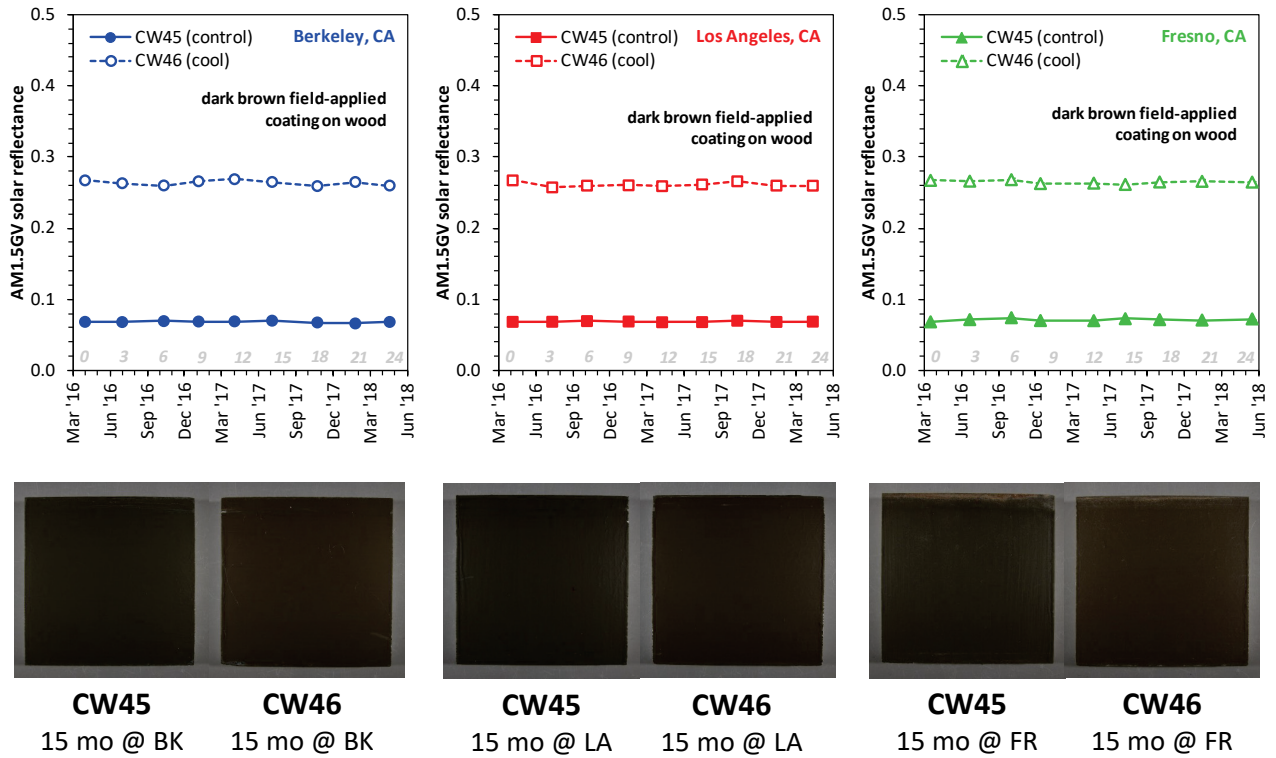 AM1.5GV solar reflectance
0.5
0.4
0.3
0.2
0.1
0.0
CW45 (control)
CW46 (cool)
Berkeley, CA
dark brown field-applied
coating on wood
0 3 6 9 12 15 18 21 24
Mar '16
Jun '16
Sep '16
Dec '16
Mar '17
Jun '17
Sep '17
Dec '17
Mar '18
Jun '18
AM1.5GV solar reflectance
0.5
0.4
0.3
0.2
0.1
0.0
CW45 (control)
CW46 (cool)
Los Angeles, CA
dark brown field-applied
coating on wood
0 3 6 9 12 15 18 21 24
Mar '16
Jun '16
Sep '16
Dec '16
Mar '17
Jun '17
Sep '17
Dec '17
Mar '18
Jun '18
AM1.5GV solar reflectance
0.5
0.4
0.3
0.2
0.1
0.0
CW45 (control)
CW46 (cool)
Fresno, CA
dark brown field-applied
coating on wood
0 3 6 9 12 15 18 21 24
Mar '16
Jun '16
Sep '16
Dec '16
Mar '17
Jun '17
Sep '17
Dec '17
Mar '18
Jun '18
CW45
15 mo @ BK
CW46
15 mo @ BK
CW45
15 mo @ LA
CW46
15 mo @ LA
CW45
15 mo @ FR
CW46
15 mo @ FR